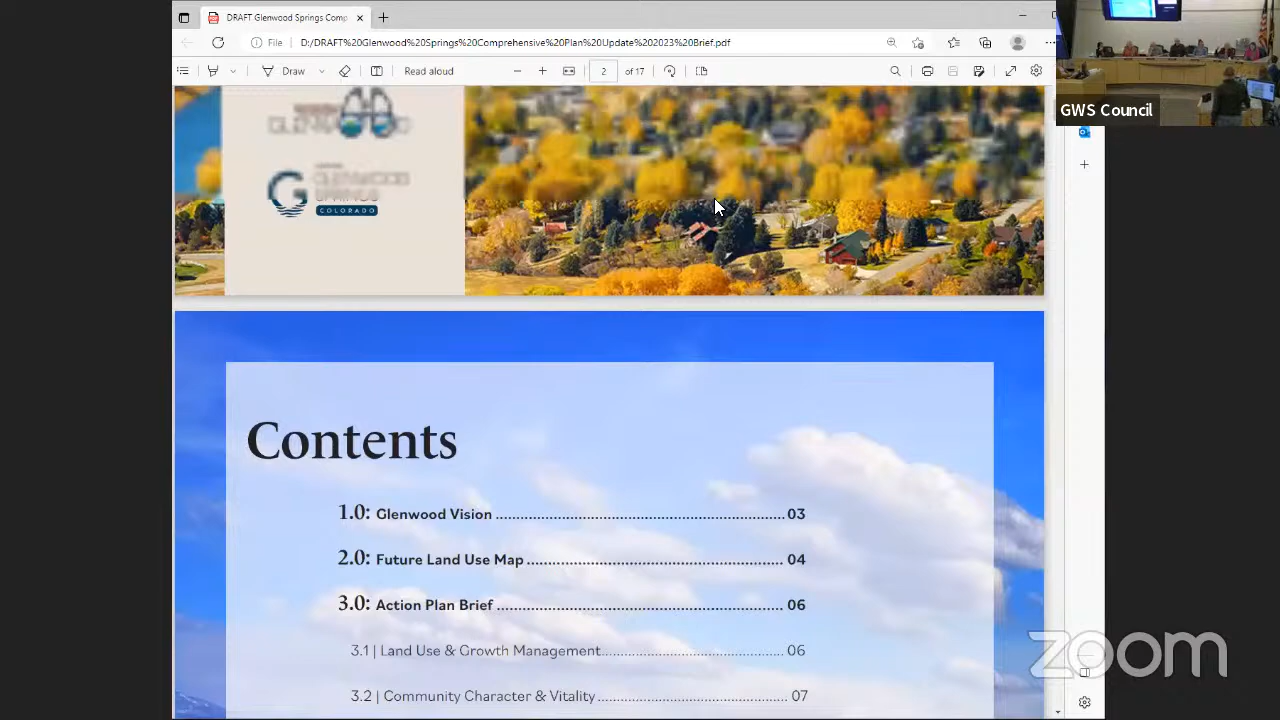 DRAFT Glenwood Springs Comp
File
D:/DRAFT%20Glenwood%20Springs%20Comprehensive%20Plan%20Update%202023%20Brief.pdf
Draw
Read aloud
2
of 17
GWS Council
GLENWOOD
SPRINGS
COLORADO
Contents
1.0: Glenwood Vision ........ 03
2.0: Future Land Use Map ........ 04
3.0: Action Plan Brief ........ 06
3.1 | Land Use & Growth Management ........ 06
3.2 | Community Character & Vitality ........ 07
zoom